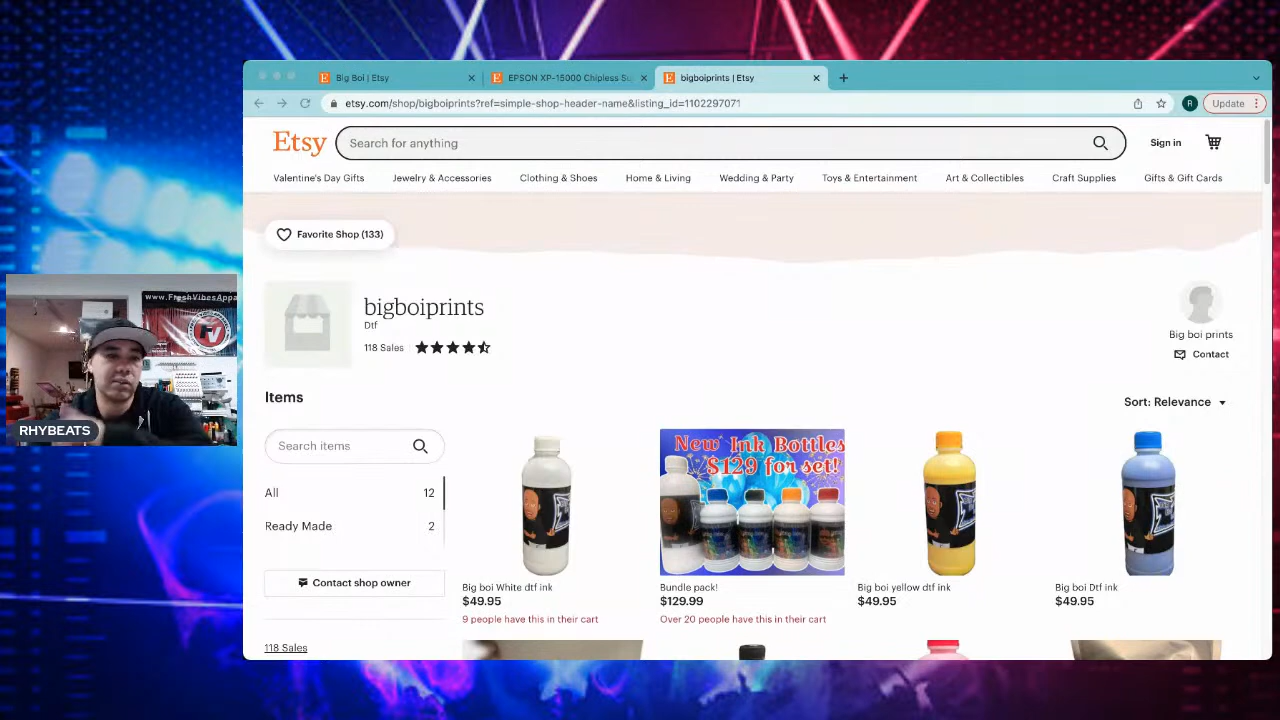 Big Boi | Etsy
EPSON XP-15000 Chipless Su
bigboiprints | Etsy
etsy.com/shop/bigboiprints?ref=simple-shop-header-name&listing_id=1102297071
R
Update
Etsy
Search for anything
Sign in
Valentine's Day Gifts
Jewelry & Accessories
Clothing & Shoes
Home & Living
Wedding & Party
Toys & Entertainment
Art & Collectibles
Craft Supplies
Gifts & Gift Cards
Favorite Shop (133)
bigboiprints
Dtf
118 Sales
Big boi prints
Contact
www.FreshVibesAppa
FV
RHYBEATS
Items
Sort: Relevance
Search items
All 12
Ready Made 2
Contact shop owner
118 Sales
New Ink Bottles
$129 for set!
Big boi White dtf ink
$49.95
9 people have this in their cart
Bundle pack!
$129.99
Over 20 people have this in their cart
Big boi yellow dtf ink
$49.95
Big boi Dtf ink
$49.95